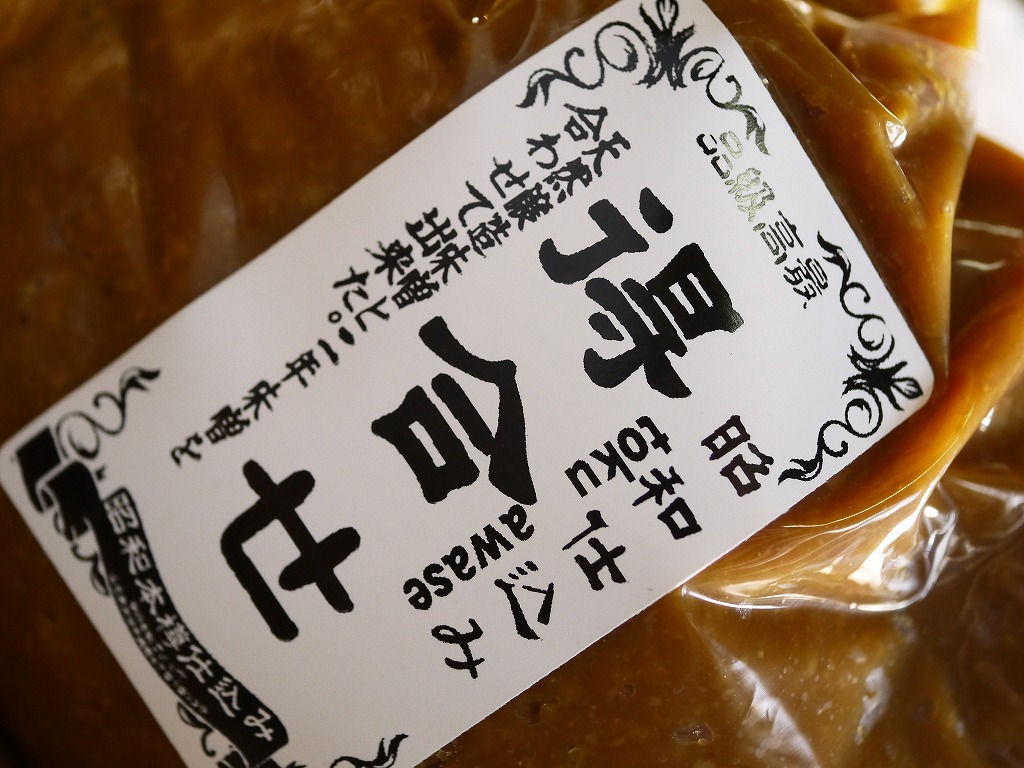 最高級品
昭和仕込み
toku awase
得合せ
天然醸造味噌と二年味噌と
合わせて出来た。
昭和木樽仕込み